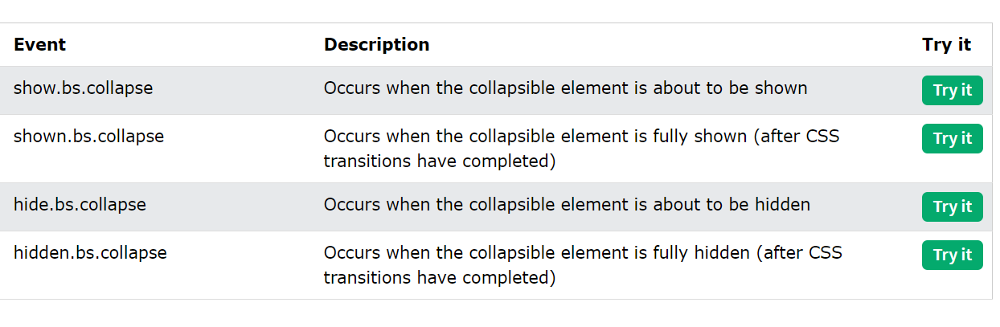 Event Description Try it
show.bs.collapse Occurs when the collapsible element is about to be shown Try it
shown.bs.collapse Occurs when the collapsible element is fully shown (after CSS Try it
transitions have completed)
hide.bs.collapse Occurs when the collapsible element is about to be hidden Try it
hidden.bs.collapse Occurs when the collapsible element is fully hidden (after CSS Try it
transitions have completed)